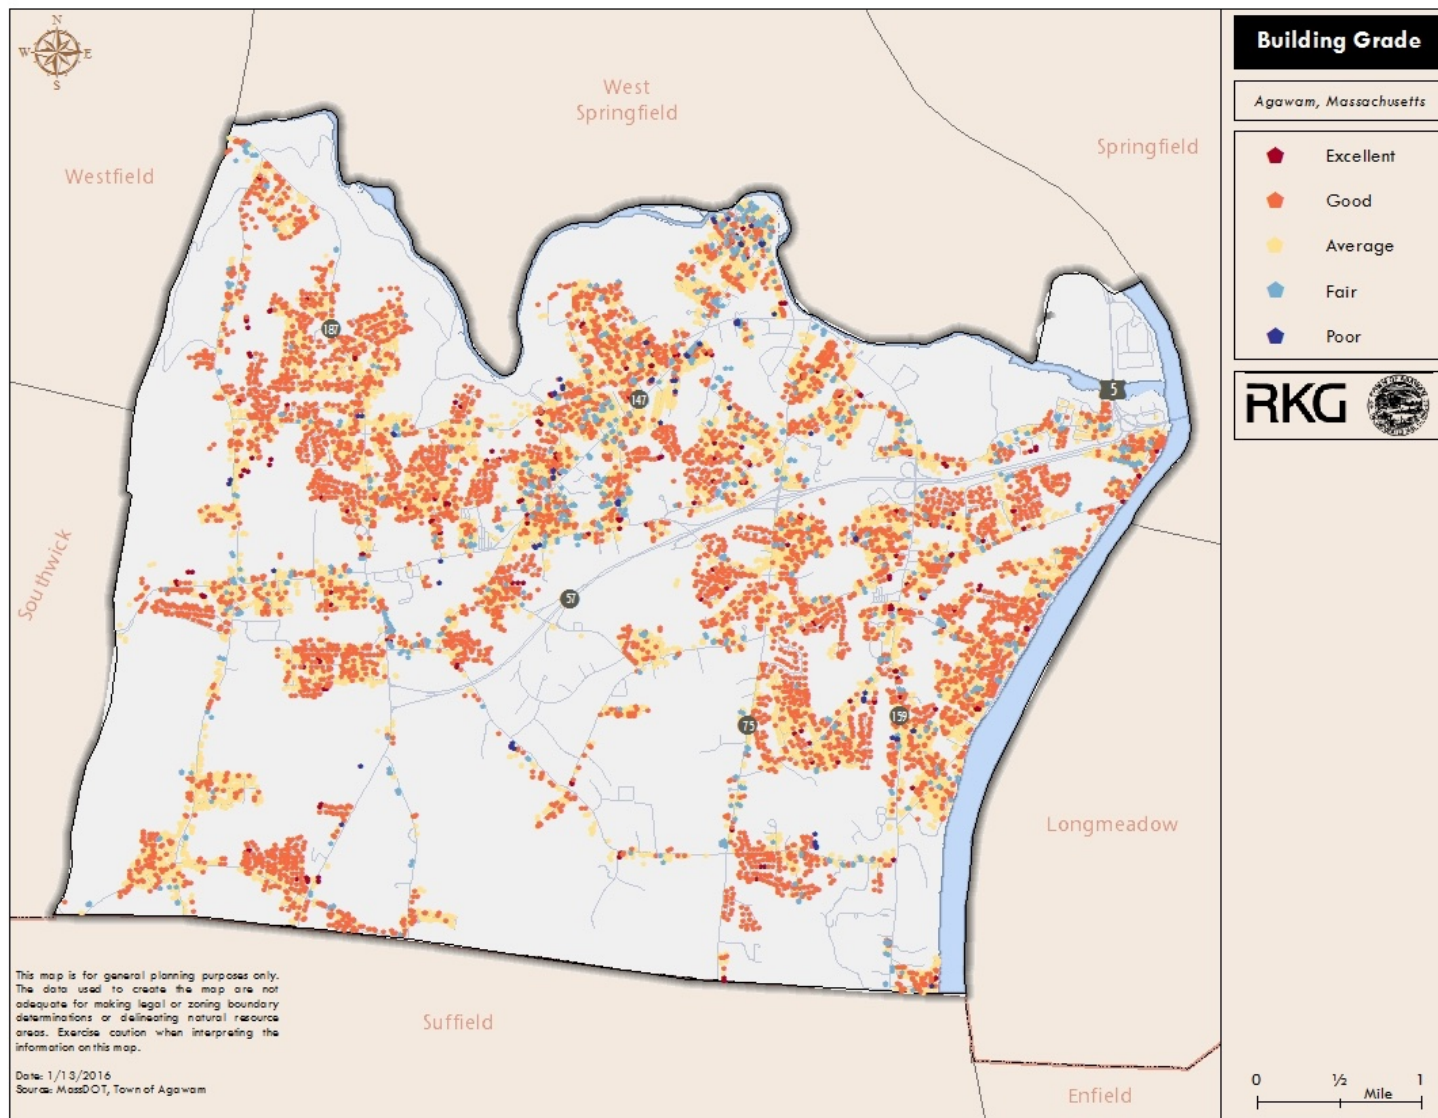 N
W
E
S
West
Springfield
Springfield
Westfield
Southwick
Suffield
Longmeadow
Enfield
187
147
5
57
75
159
This map is for general planning purposes only.
The data used to create the map are not
adequate for making legal or zoning boundary
determinations or delineating natural resource
areas. Exercise caution when interpreting the
information on this map.
Date: 1/13/2016
Source: MassDOT, Town of Agawam
Building Grade
Agawam, Massachusetts
Excellent
Good
Average
Fair
Poor
RKG
0 ½ 1
Mile